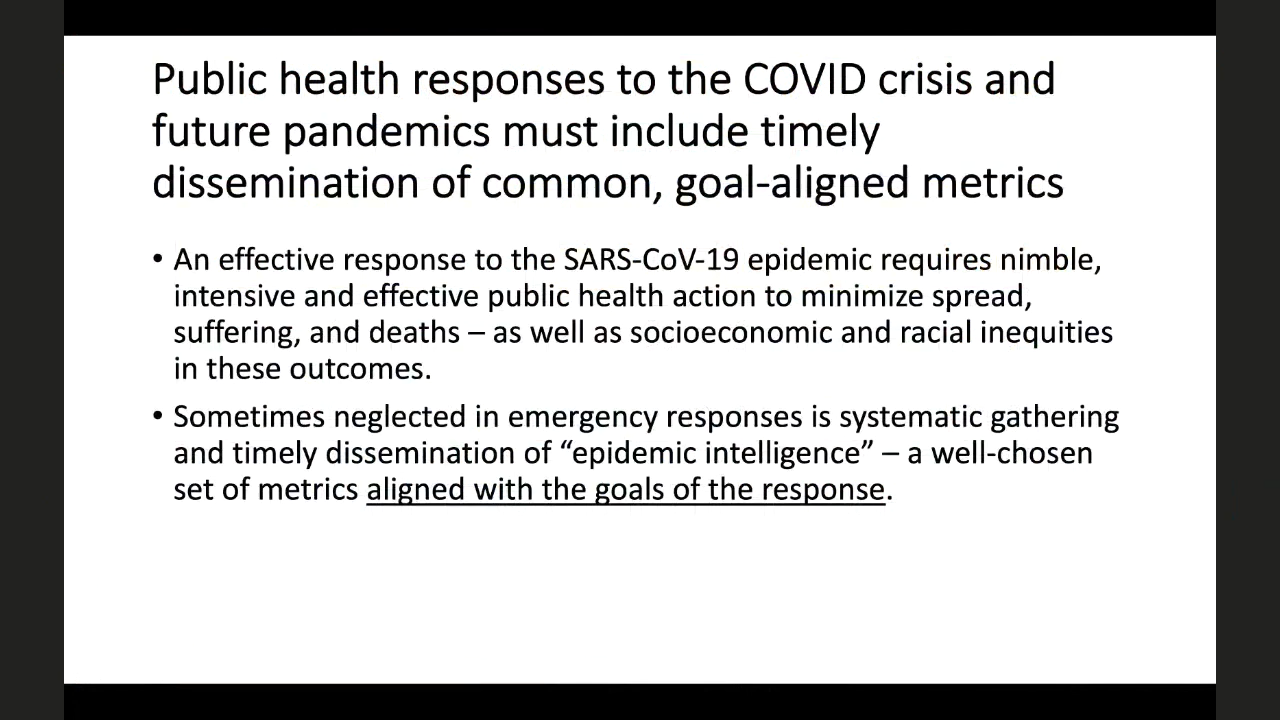 Public health responses to the COVID crisis and
future pandemics must include timely
dissemination of common, goal-aligned metrics
• An effective response to the SARS-CoV-19 epidemic requires nimble,
intensive and effective public health action to minimize spread,
suffering, and deaths – as well as socioeconomic and racial inequities
in these outcomes.
• Sometimes neglected in emergency responses is systematic gathering
and timely dissemination of “epidemic intelligence” – a well-chosen
set of metrics aligned with the goals of the response.